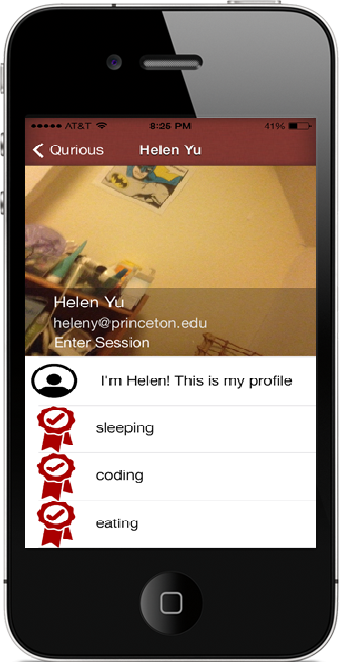 AT&T 8:25 PM 41%
Qurious Helen Yu
Helen Yu
heleny@princeton.edu
Enter Session
I'm Helen! This is my profile
sleeping
coding
eating